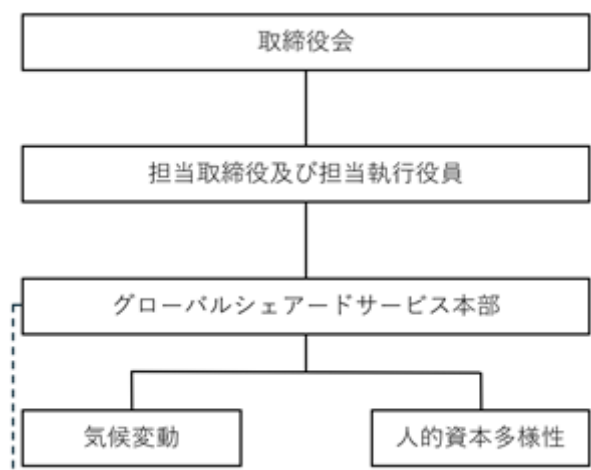 取締役会
担当取締役及び担当執行役員
グローバルシェアードサービス本部
気候変動
人的資本多様性